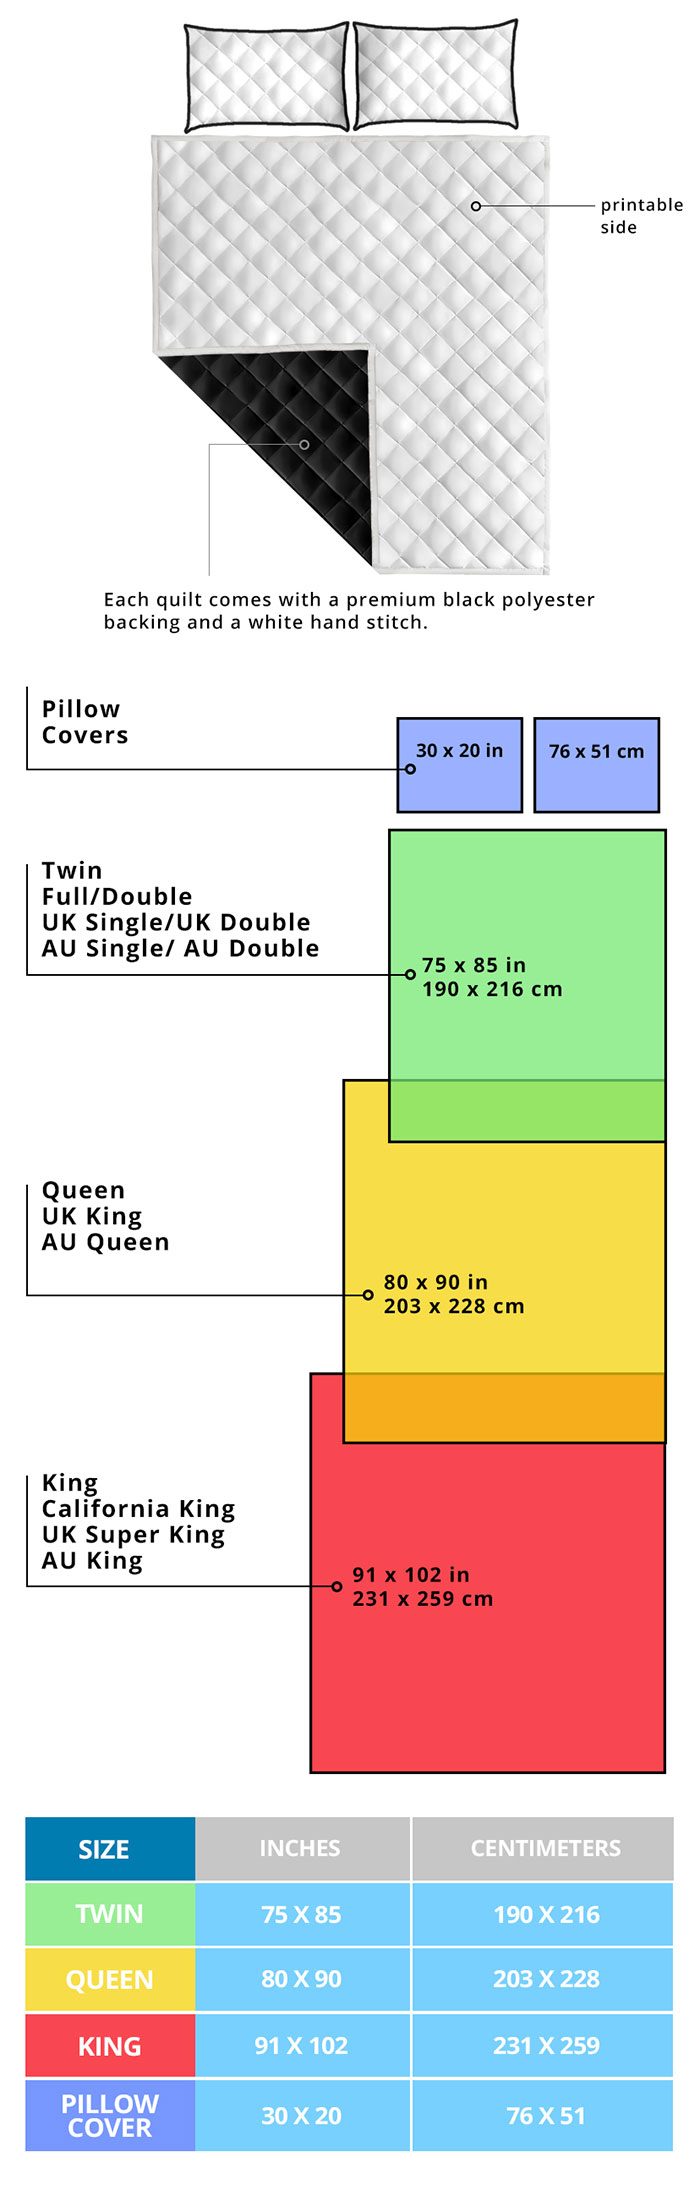 printable
side
Each quilt comes with a premium black polyester
backing and a white hand stitch.
Pillow
Covers
30 x 20 in
76 x 51 cm
Twin
Full/Double
UK Single/UK Double
AU Single/ AU Double
75 x 85 in
190 x 216 cm
Queen
UK King
AU Queen
80 x 90 in
203 x 228 cm
King
California King
UK Super King
AU King
91 x 102 in
231 x 259 cm
SIZE INCHES CENTIMETERS
TWIN 75 X 85 190 X 216
QUEEN 80 X 90 203 X 228
KING 91 X 102 231 X 259
PILLOW
COVER 30 X 20 76 X 51